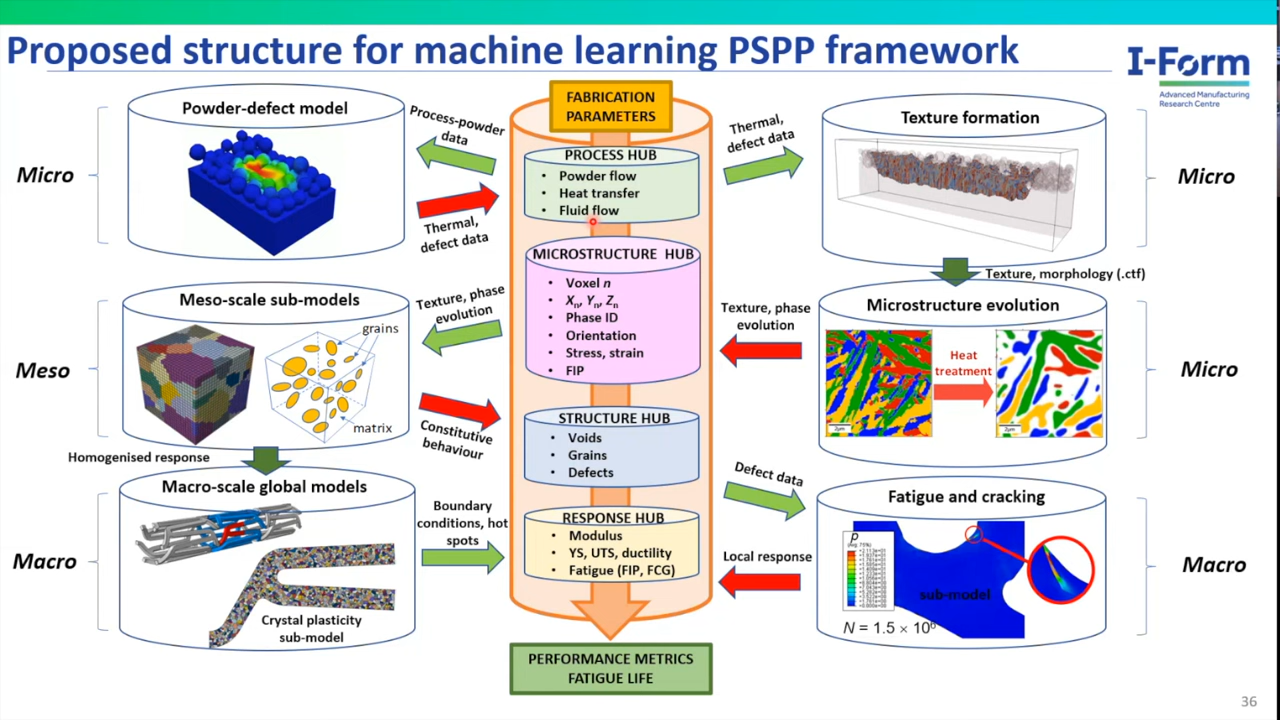 Proposed structure for machine learning PSPP framework
I-Form
Advanced Manufacturing
Research Centre
Micro
Powder-defect model
Process-powder
data
Thermal,
defect data
FABRICATION
PARAMETERS
PROCESS HUB
• Powder flow
• Heat transfer
• Fluid flow
Thermal,
defect data
Texture formation
Micro
Texture, morphology (.ctf)
Meso
Meso-scale sub-models
grains
matrix
Texture, phase
evolution
Constitutive
behaviour
MICROSTRUCTURE HUB
• Voxel n
• Xn, Yn, Zn
• Phase ID
• Orientation
• Stress, strain
• FIP
Texture, phase
evolution
Microstructure evolution
Heat
treatment
2μm
2μm
Micro
Homogenised response
STRUCTURE HUB
• Voids
• Grains
• Defects
Macro
Macro-scale global models
Crystal plasticity
sub-model
Boundary
conditions, hot
spots
RESPONSE HUB
• Modulus
• YS, UTS, ductility
• Fatigue (FIP, FCG)
Defect data
Local response
Fatigue and cracking
p
sub-model
N = 1.5 × 10⁶
Macro
PERFORMANCE METRICS
FATIGUE LIFE
36